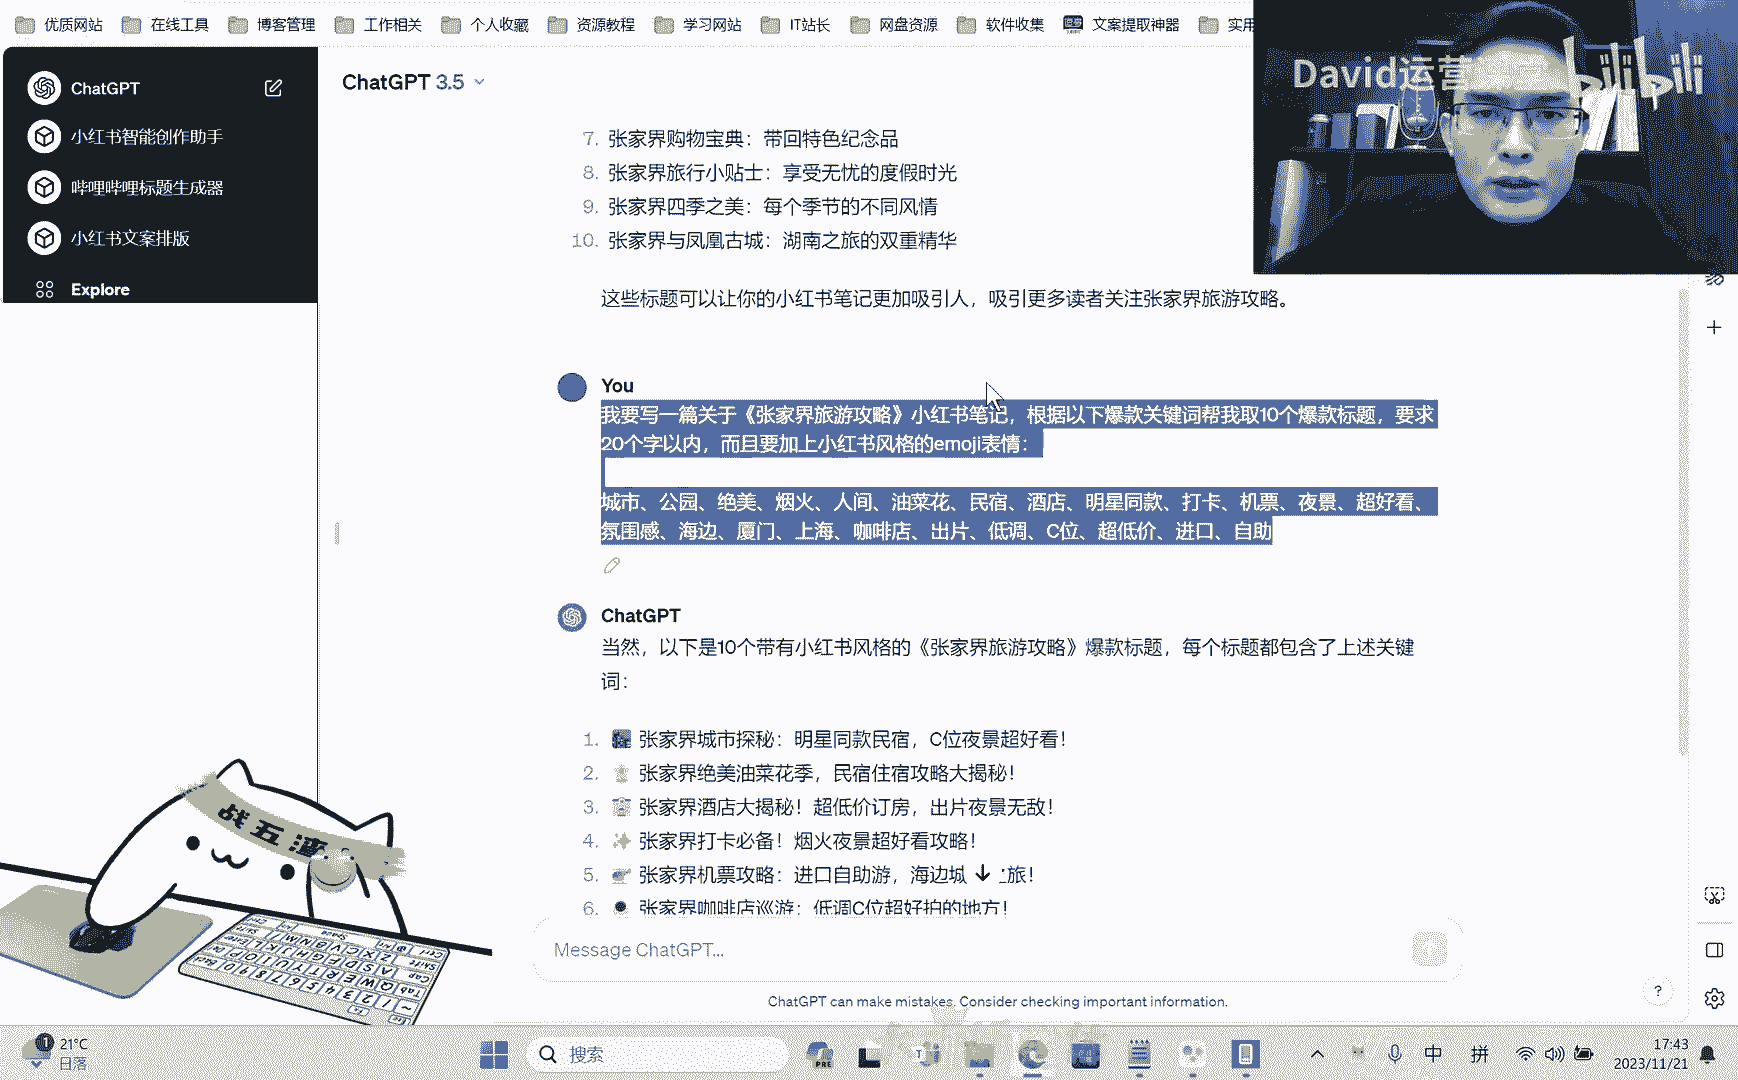 优质网站 在线工具 博客管理 工作相关 个人收藏 资源教程 学习网站 IT站长 网盘资源 软件收集 文案提取神器 实用
David运营 bilibili
ChatGPT
小红书智能创作助手
哔哩哔哩标题生成器
小红书文案排版
Explore
ChatGPT 3.5
7. 张家界购物宝典：带回特色纪念品
8. 张家界旅行小贴士：享受无忧的度假时光
9. 张家界四季之美：每个季节的不同风情
10. 张家界与凤凰古城：湖南之旅的双重精华
这些标题可以让你的小红书笔记更加吸引人，吸引更多读者关注张家界旅游攻略。
You
我要写一篇关于《张家界旅游攻略》小红书笔记，根据以下爆款关键词帮我取10个爆款标题，要求
20个字以内，而且要加上小红书风格的emoji表情：
城市、公园、绝美、烟火、人间、油菜花、民宿、酒店、明星同款、打卡、机票、夜景、超好看、
氛围感、海边、厦门、上海、咖啡店、出片、低调、C位、超低价、进口、自助
ChatGPT
当然，以下是10个带有小红书风格的《张家界旅游攻略》爆款标题，每个标题都包含了上述关键
词：
1. 张家界城市探秘：明星同款民宿，C位夜景超好看！
2. 张家界绝美油菜花季，民宿住宿攻略大揭秘！
3. 张家界酒店大揭秘！超低价订房，出片夜景无敌！
4. ✨ 张家界打卡必备！烟火夜景超好看攻略！
5. 张家界机票攻略：进口自助游，海边城 旅！
6. 张家界咖啡店巡游：低调C位超好拍的地方！
Message ChatGPT...
ChatGPT can make mistakes. Consider checking important information.
?
战五渣
1 21°C
日落
搜索
PRE
中 拼
17:43
2023/11/21